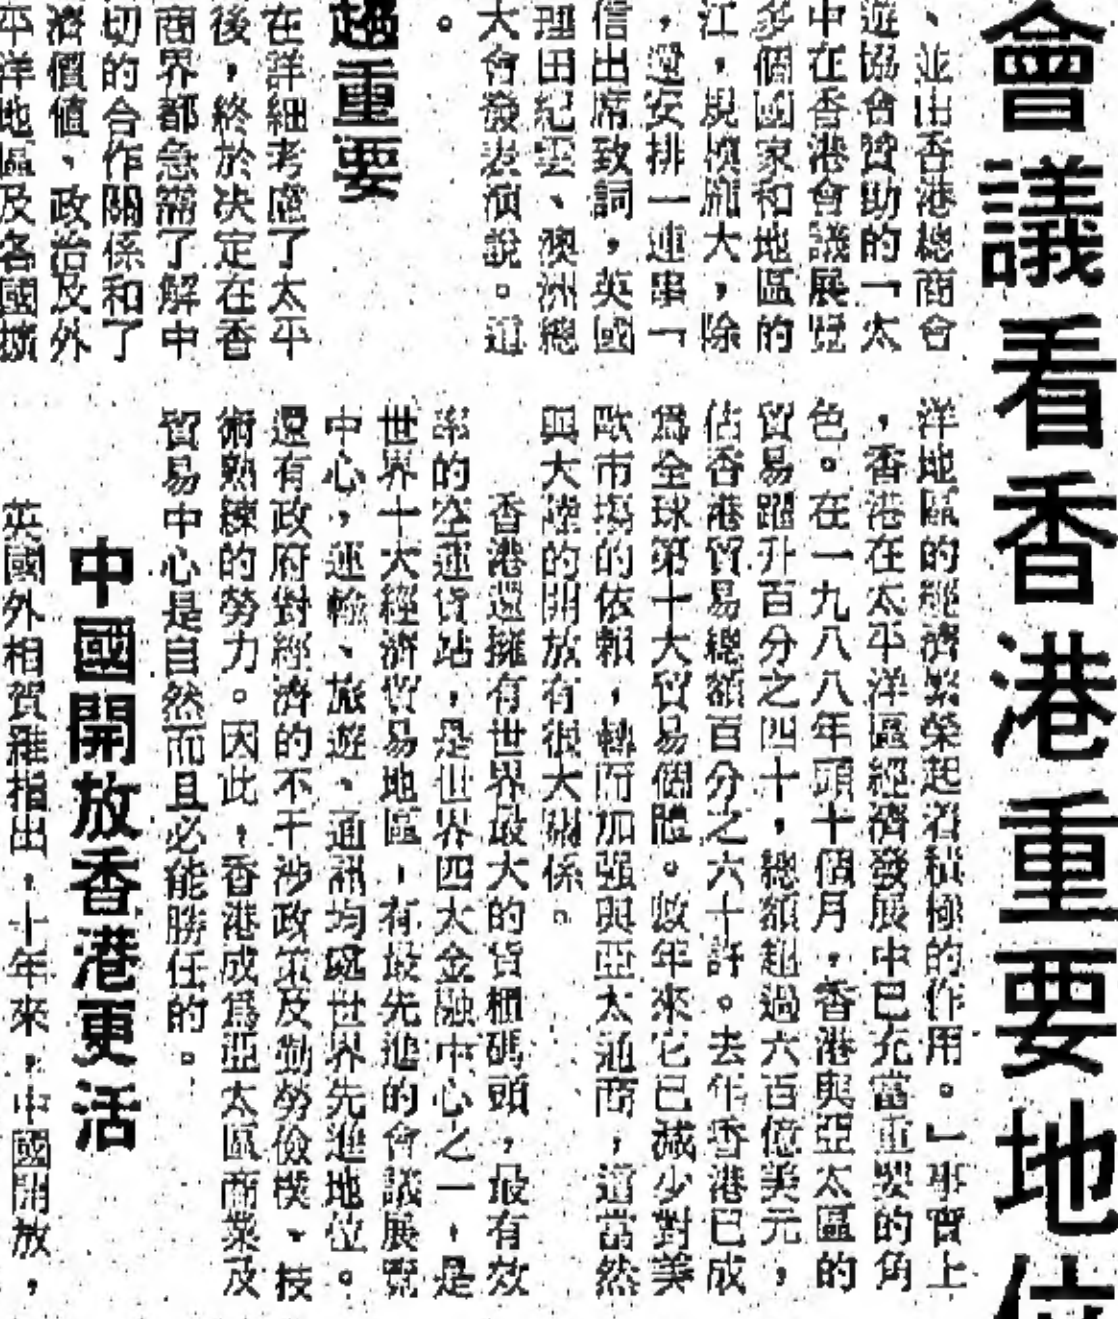 會議看香港重要地位
、並由香港總商會
遊協會贊助的「太
中在香港會議展覽
多個國家和地區的
江,規模龐大,除
,還安排一連串「
信出席致詞,英國
理田紀雲、澳洲總
大會發表演說。這
。
趨重要
在詳細考慮了太平
後,終於決定在香
商界都急需了解中
切的合作關係和了
濟價值、政治及外
平洋地區及各國擴
洋地區的經濟繁榮起着積極的作用。」事實上
,香港在太平洋區經濟發展中已充當重要的角
色。在一九八八年頭十個月,香港與亞太區的
貿易躍升百分之四十,總額超過六百億美元,
佔香港貿易總額百分之六十許。去年香港已成
爲全球第十大貿易個體。數年來它已減少對美
歐市場的依賴,轉而加强與亞太通商,這當然
與大陸的開放有很大關係。
香港還擁有世界最大的貨櫃碼頭,最有效
率的空運貨站,是世界四大金融中心之一,是
世界十大經濟貿易地區,有最先進的會議展覽
中心,運輸、旅遊、通訊均處世界先進地位。
還有政府對經濟的不干涉政策及勤勞儉樸、技
術熟練的勞力。因此,香港成爲亞太區商業及
貿易中心是自然而且必能勝任的。
中國開放香港更活
英國外相賀維指出,十年來,中國開放,